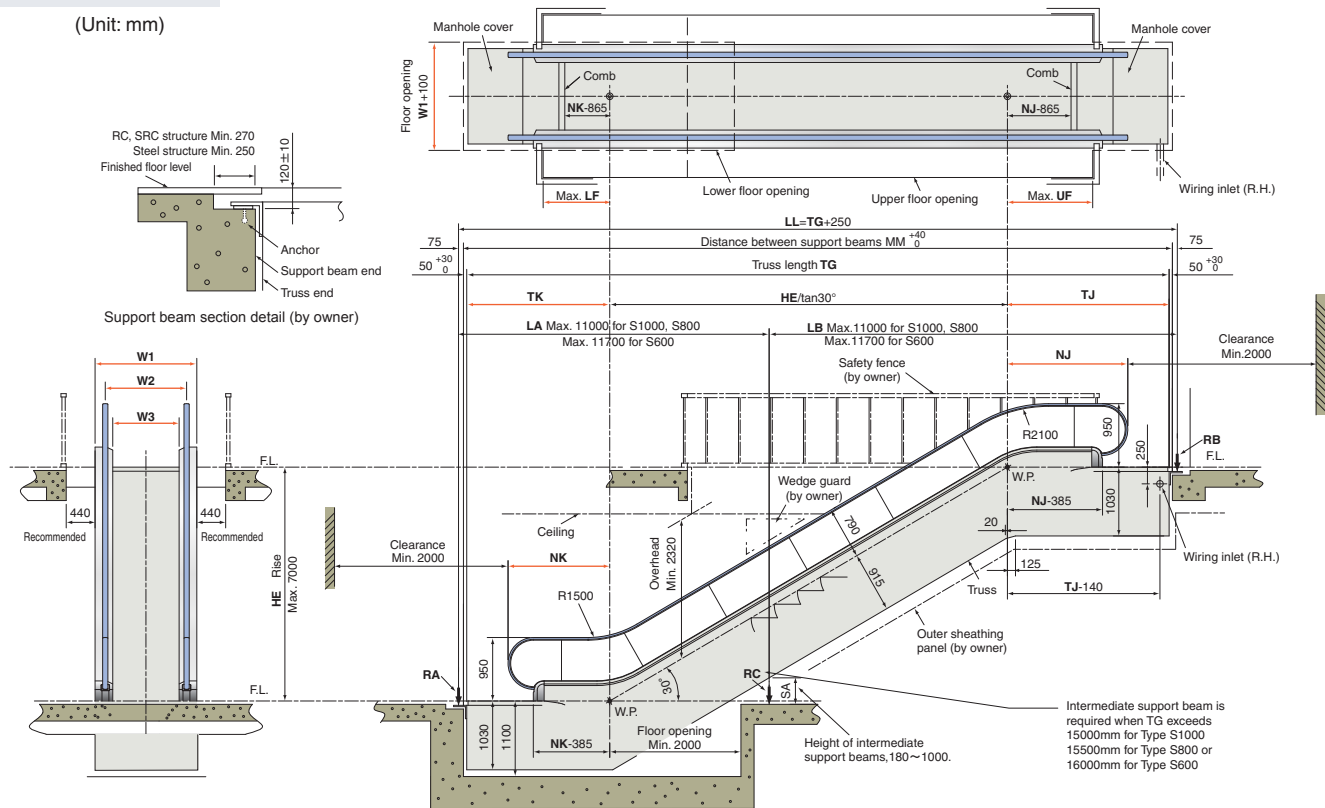 (Unit: mm)
Manhole cover
Manhole cover
Floor opening
W1+100
Comb
Comb
NK-865
NJ-865
Wiring inlet (R.H.)
Lower floor opening
Upper floor opening
Max. LF
Max. UF
RC, SRC structure Min. 270
Steel structure Min. 250
Finished floor level
120±10
Anchor
Support beam end
Truss end
Support beam section detail (by owner)
LL=TG+250
75
Distance between support beams MM +40 0
75
50 +30 0
Truss length TG
50 +30 0
TK
HE/tan30°
TJ
LA Max. 11000 for S1000, S800
Max. 11700 for S600
LB Max.11000 for S1000, S800
Max.11700 for S600
NJ
Clearance
Min.2000
Safety fence
(by owner)
W1
W2
W3
F.L.
440
Recommended
440
Recommended
HE Rise
Max. 7000
F.L.
R2100
950
250
RB
F.L.
W.P.
Wedge guard
(by owner)
Ceiling
NJ-385
1030
20
790
Clearance
Min. 2000
NK
Overhead
Min. 2320
915
125
Truss
Wiring inlet (R.H.)
TJ-140
R1500
Outer sheathing
panel (by owner)
950
RA
30°
RC
SA
W.P.
1030
1100
NK-385
Floor opening
Min. 2000
Height of intermediate
support beams,180～1000.
Intermediate support beam is
required when TG exceeds
15000mm for Type S1000
15500mm for Type S800 or
16000mm for Type S600